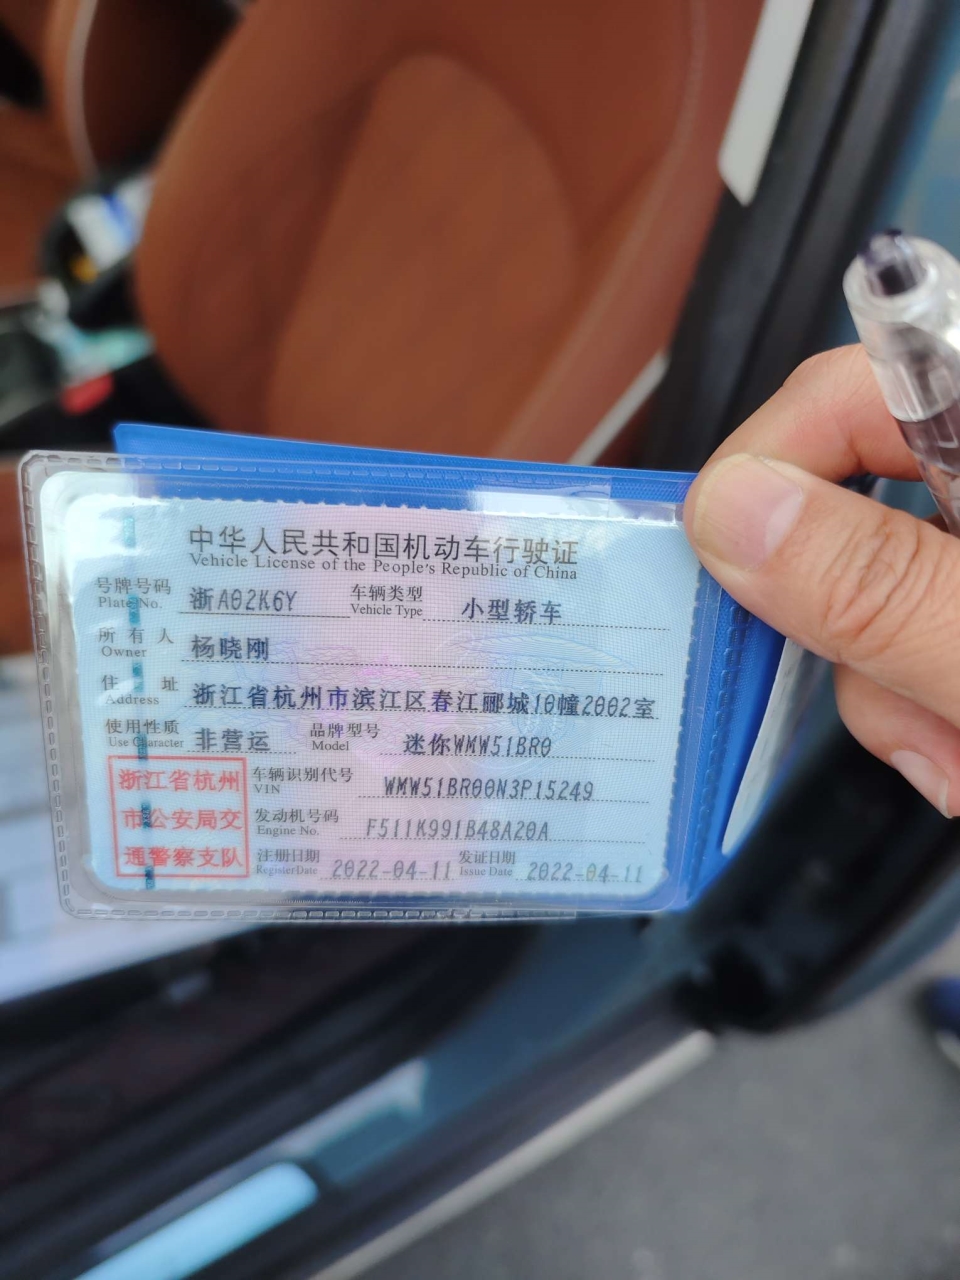 中华人民共和国机动车行驶证
Vehicle License of the People's Republic of China
号牌号码 浙A02K6Y 车辆类型 小型轿车
Plate No. Vehicle Type
所有人 杨晓刚
Owner
住址 浙江省杭州市滨江区春江郦城10幢2002室
Address
使用性质 非营运 品牌型号 迷你WMW51BR0
Use Character Model
浙江省杭州 车辆识别代号 WMW51BR00N3P15249
VIN
市公安局交 发动机号码 F511K991B48A20A
Engine No.
通警察支队 注册日期 2022-04-11 发证日期 2022-04-11
Register Date Issue Date